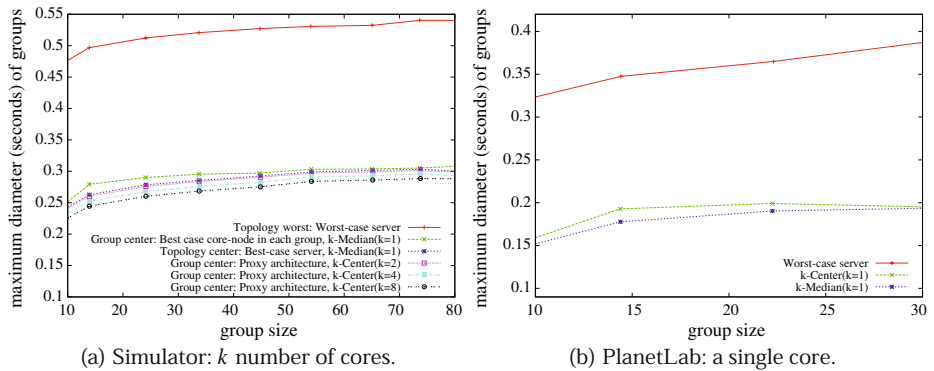 maximum diameter (seconds) of groups
0.55
0.5
0.45
0.4
0.35
0.3
0.25
0.2
0.15
0.1
Topology worst: Worst-case server
Group center: Best case core-node in each group, k-Median(k=1)
Topology center: Best-case server, k-Median(k=1)
Group center: Proxy architecture, k-Center(k=2)
Group center: Proxy architecture, k-Center(k=4)
Group center: Proxy architecture, k-Center(k=8)
10 20 30 40 50 60 70 80
group size
(a) Simulator: k number of cores.
maximum diameter (seconds) of groups
0.4
0.35
0.3
0.25
0.2
0.15
0.1
Worst-case server
k-Center(k=1)
k-Median(k=1)
10 15 20 25 30
group size
(b) PlanetLab: a single core.